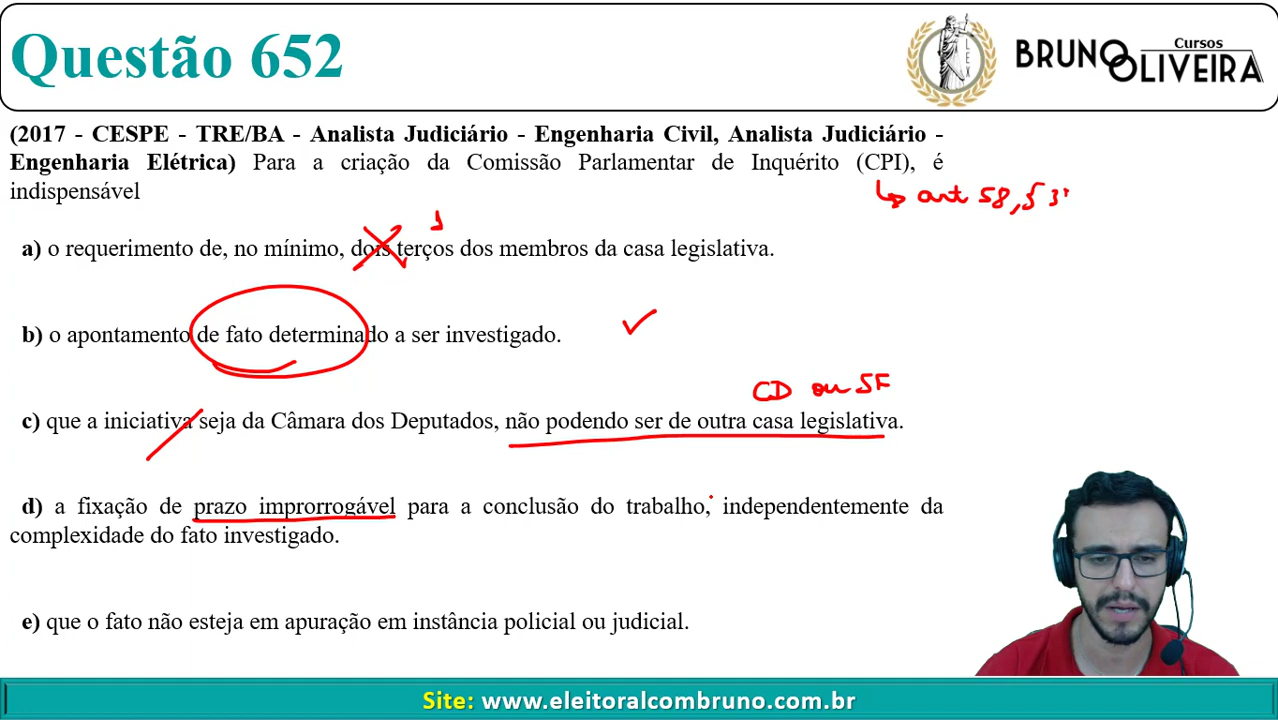 Questão 652
LEX
Cursos
BRUNO OLIVEIRA
(2017 - CESPE - TRE/BA - Analista Judiciário - Engenharia Civil, Analista Judiciário -
Engenharia Elétrica) Para a criação da Comissão Parlamentar de Inquérito (CPI), é
indispensável
↳ art 58, § 3º
1
a) o requerimento de, no mínimo, dois terços dos membros da casa legislativa.
b) o apontamento de fato determinado a ser investigado.
CD ou SF
c) que a iniciativa seja da Câmara dos Deputados, não podendo ser de outra casa legislativa.
d) a fixação de prazo improrrogável para a conclusão do trabalho, independentemente da
complexidade do fato investigado.
e) que o fato não esteja em apuração em instância policial ou judicial.
Site: www.eleitoralcombruno.com.br